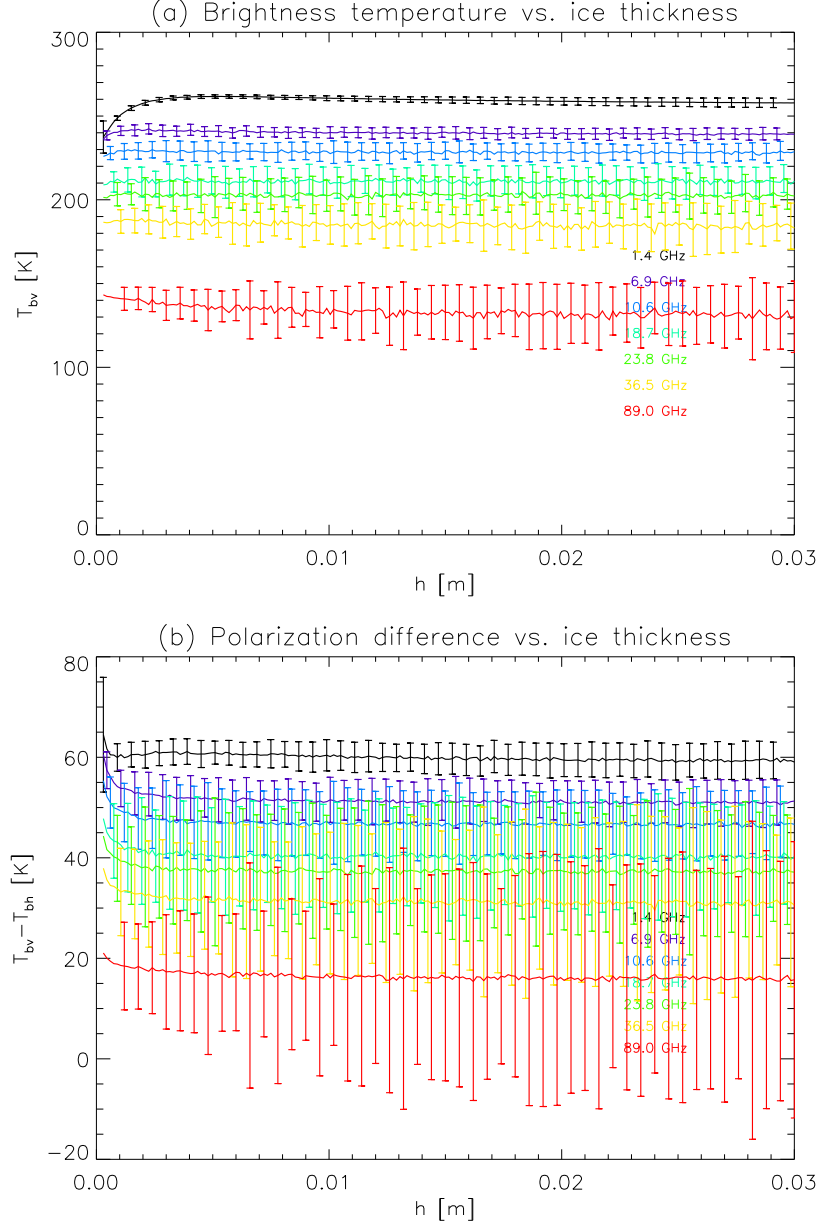 (a) Brightness temperature vs. ice thickness
300
200
100
0
T_bv [K]
1.4 GHz
6.9 GHz
10.6 GHz
18.7 GHz
23.8 GHz
36.5 GHz
89.0 GHz
0.00 0.01 0.02 0.03
h [m]
(b) Polarization difference vs. ice thickness
80
60
40
20
0
−20
T_bv−T_bh [K]
1.4 GHz
6.9 GHz
10.6 GHz
18.7 GHz
23.8 GHz
36.5 GHz
89.0 GHz
0.00 0.01 0.02 0.03
h [m]